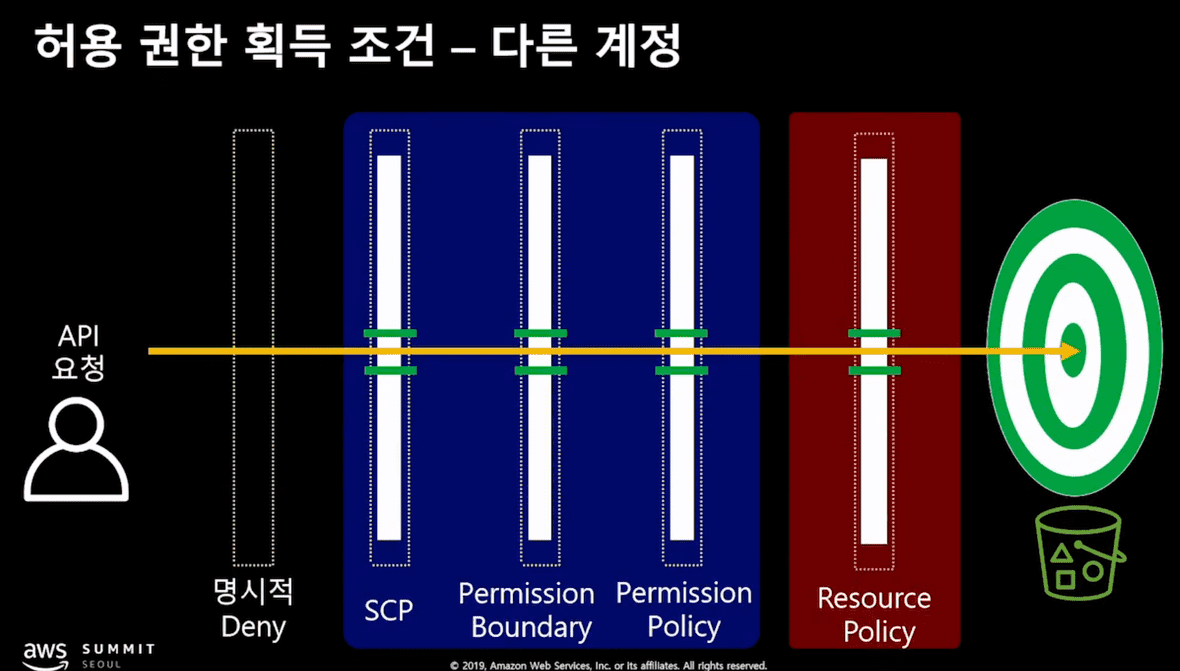 허용 권한 획득 조건 – 다른 계정
API
요청
명시적
Deny
SCP
Permission
Boundary
Permission
Policy
Resource
Policy
aws SUMMIT
SEOUL
© 2019, Amazon Web Services, Inc. or its affiliates. All rights reserved.